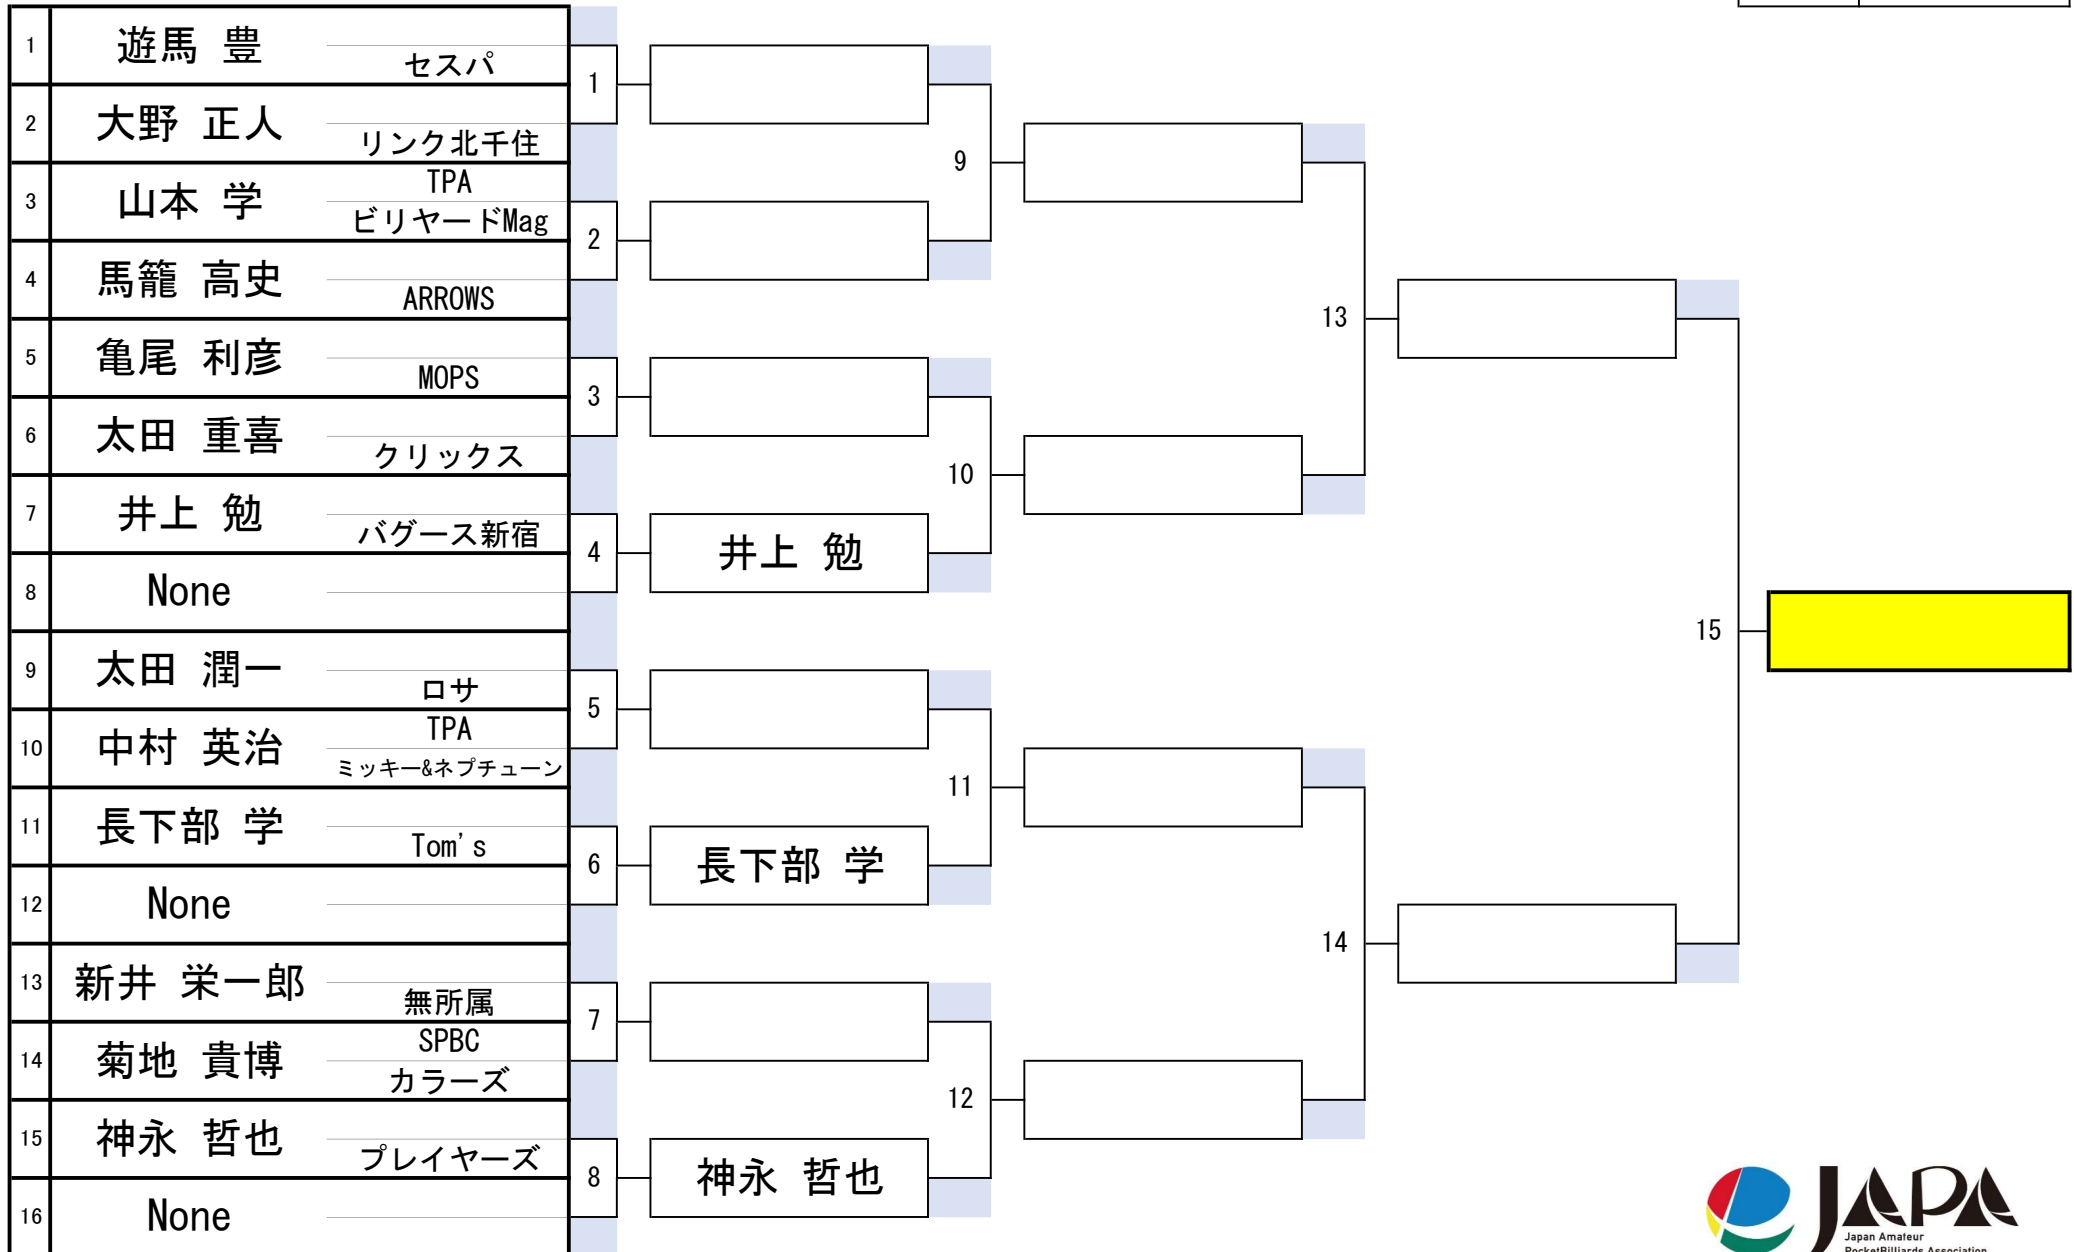 1
遊馬 豊
セスパ
2
大野 正人
リンク北千住
3
山本 学
TPA
ビリヤードMag
4
馬籠 高史
ARROWS
5
亀尾 利彦
MOPS
6
太田 重喜
クリックス
7
井上 勉
バグース新宿
8
None
9
太田 潤一
ロサ
10
中村 英治
TPA
ミッキー&ネプチューン
11
長下部 学
Tom's
12
None
13
新井 栄一郎
無所属
14
菊地 貴博
SPBC
カラーズ
15
神永 哲也
プレイヤーズ
16
None
1
2
3
4
井上 勉
5
6
長下部 学
7
8
神永 哲也
9
10
11
12
13
14
15
JAPA
Japan Amateur
PocketBilliards Association